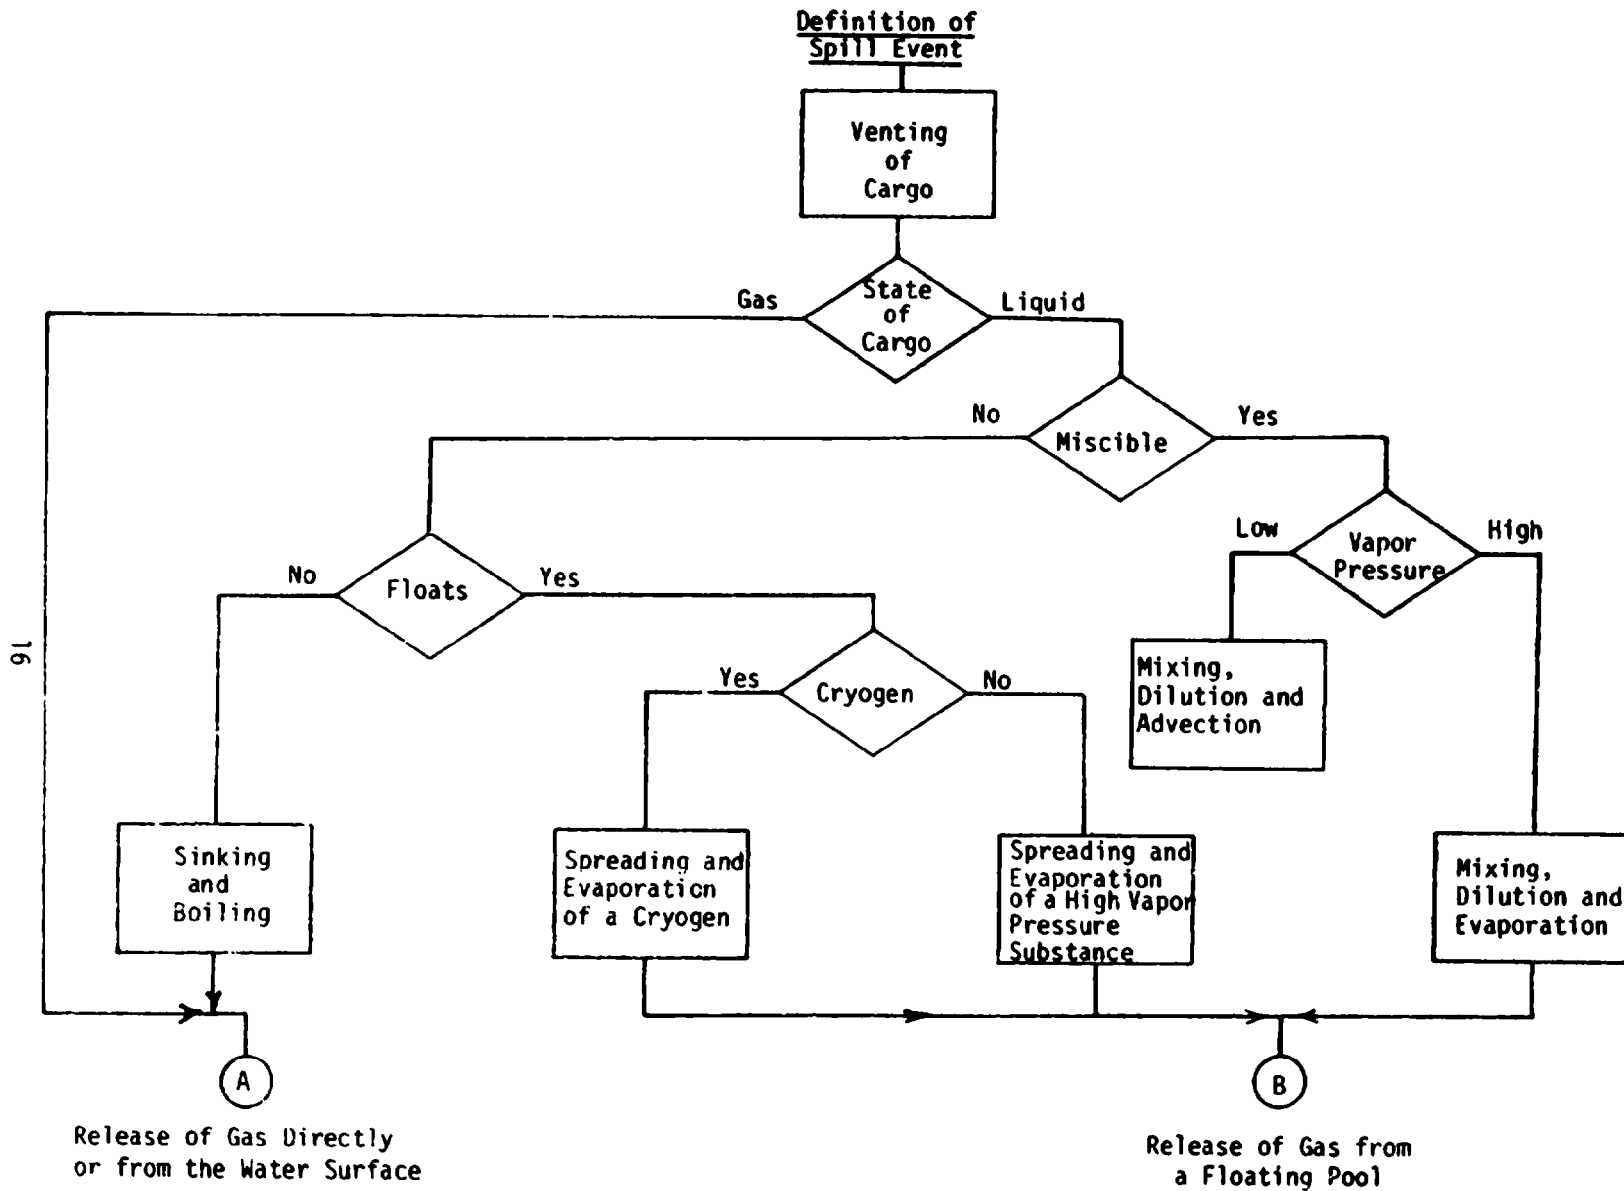 Definition of
Spill Event
Venting
of
Cargo
Gas
State
of
Cargo
Liquid
No
Miscible
Yes
Low
Vapor
Pressure
High
No
Floats
Yes
Yes
Cryogen
No
Mixing,
Dilution and
Advection
Sinking
and
Boiling
Spreading and
Evaporation
of a Cryogen
Spreading and
Evaporation
of a High Vapor
Pressure
Substance
Mixing,
Dilution and
Evaporation
A
B
Release of Gas Directly
or from the Water Surface
Release of Gas from
a Floating Pool
16